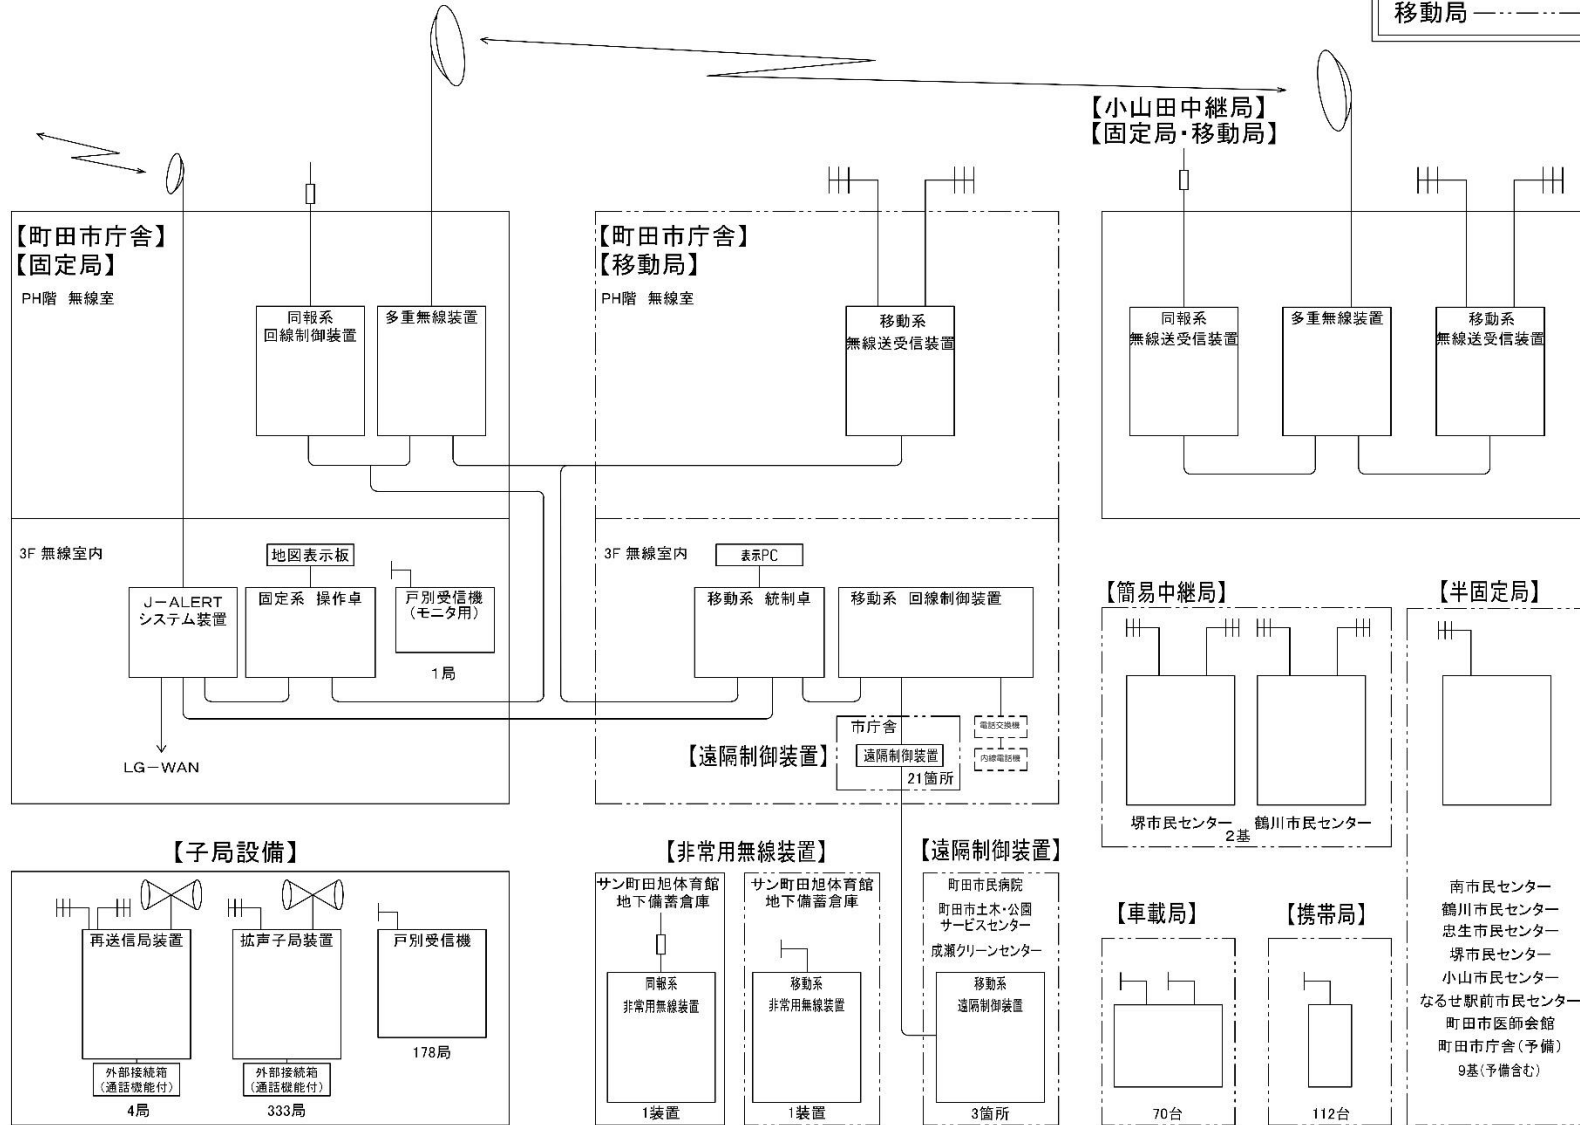 移動局
【小山田中継局】
【固定局・移動局】
【町田市庁舎】
【固定局】
PH階 無線室
同報系
回線制御装置
多重無線装置
【町田市庁舎】
【移動局】
PH階 無線室
移動系
無線送受信装置
同報系
無線送受信装置
多重無線装置
移動系
無線送受信装置
3F 無線室内
地図表示板
J-ALERT
システム装置
固定系 操作卓
戸別受信機
(モニタ用)
1局
LG-WAN
3F 無線室内
表示PC
移動系 統制卓
移動系 回線制御装置
【遠隔制御装置】
市庁舎
遠隔制御装置
21箇所
電話交換機
内線電話機
【簡易中継局】
堺市民センター
鶴川市民センター
2基
【半固定局】
南市民センター
鶴川市民センター
忠生市民センター
堺市民センター
小山市民センター
なるせ駅前市民センター
町田市医師会館
町田市庁舎(予備)
9基(予備含む)
【子局設備】
再送信局装置
外部接続箱
(通話機能付)
4局
拡声子局装置
外部接続箱
(通話機能付)
333局
戸別受信機
178局
【非常用無線装置】
サン町田旭体育館
地下備蓄倉庫
同報系
非常用無線装置
1装置
サン町田旭体育館
地下備蓄倉庫
移動系
非常用無線装置
1装置
【遠隔制御装置】
町田市民病院
町田市土木・公園
サービスセンター
成瀬クリーンセンター
移動系
遠隔制御装置
3箇所
【車載局】
70台
【携帯局】
112台